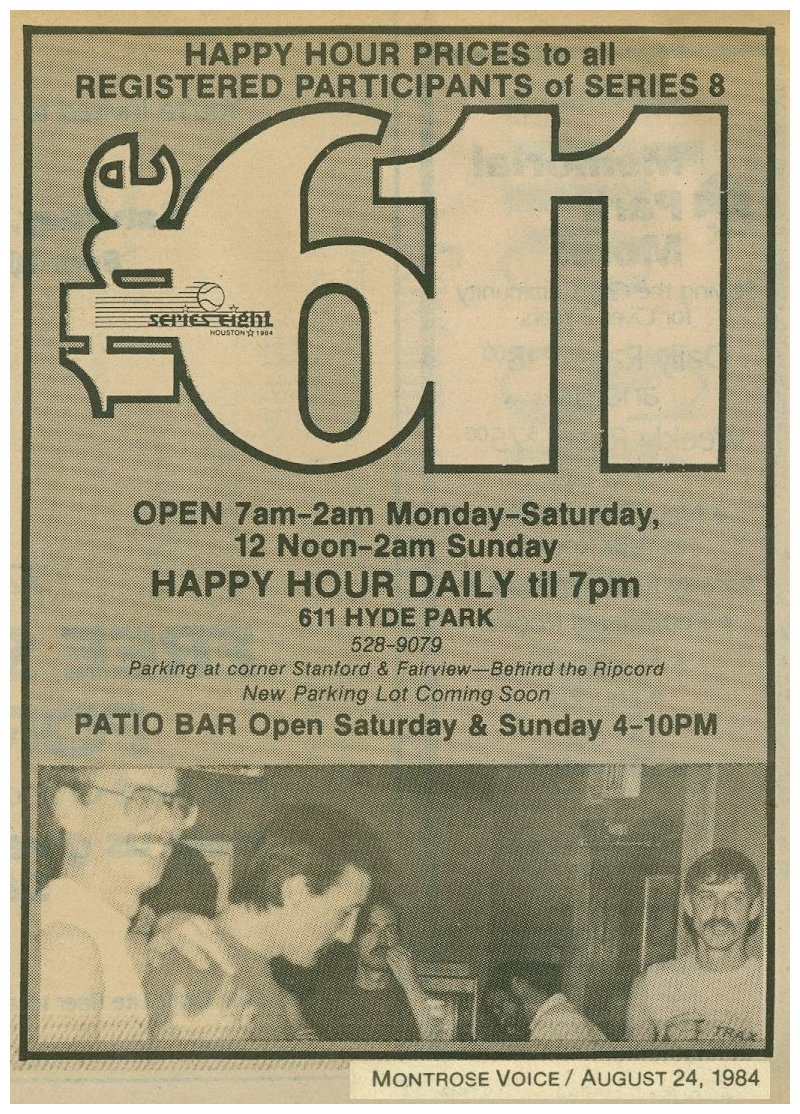 HAPPY HOUR PRICES to all
REGISTERED PARTICIPANTS of SERIES 8
the 611
SERIES EIGHT
HOUSTON ☆ 1984
OPEN 7am–2am Monday–Saturday,
12 Noon–2am Sunday
HAPPY HOUR DAILY til 7pm
611 HYDE PARK
528–9079
Parking at corner Stanford & Fairview—Behind the Ripcord
New Parking Lot Coming Soon
PATIO BAR Open Saturday & Sunday 4–10PM
TRAX
MONTROSE VOICE / AUGUST 24, 1984